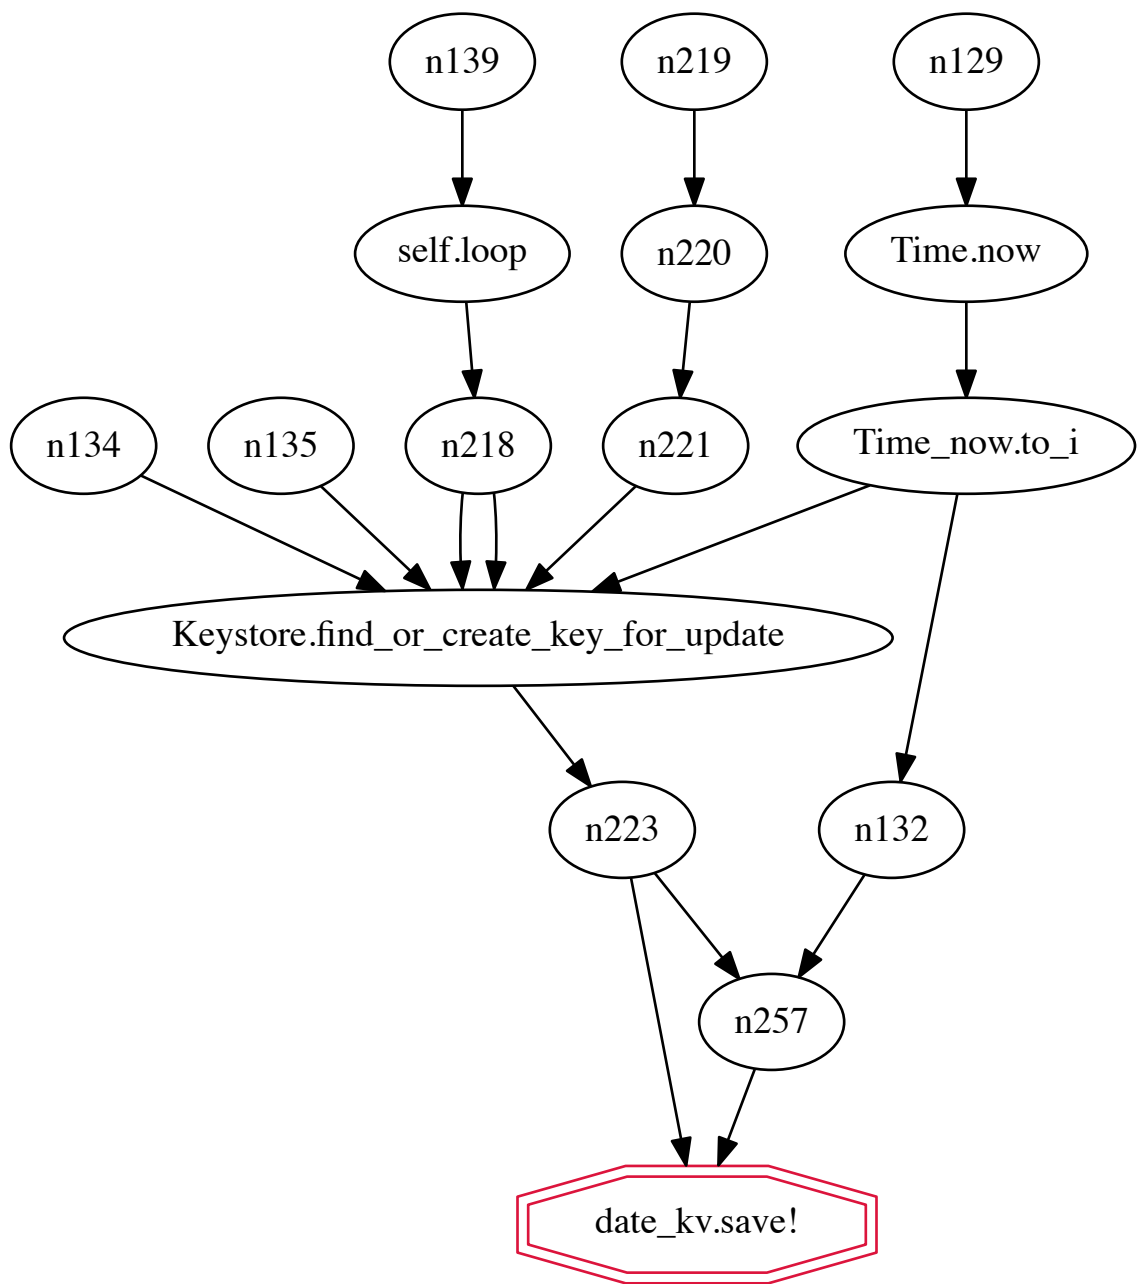 n139
n219
n129
self.loop
n220
Time.now
n134
n135
n218
n221
Time_now.to_i
Keystore.find_or_create_key_for_update
n223
n132
n257
date_kv.save!